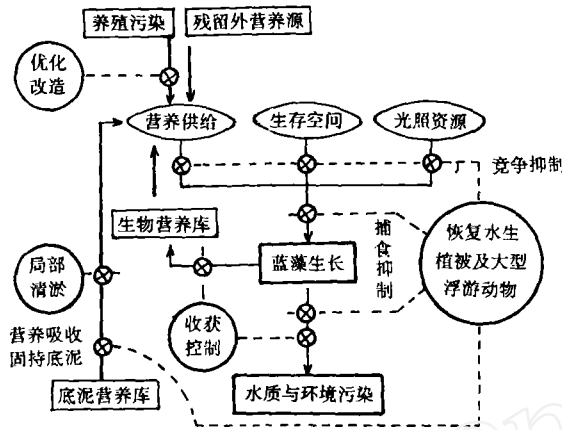 养殖污染
残留外营养源
优化
改造
营养供给
生存空间
光照资源
竞争抑制
生物营养库
捕食抑制
恢复水生
植被及大型
浮游动物
局部
清淤
蓝藻生长
收获
控制
营养吸收
固持底泥
底泥营养库
水质与环境污染